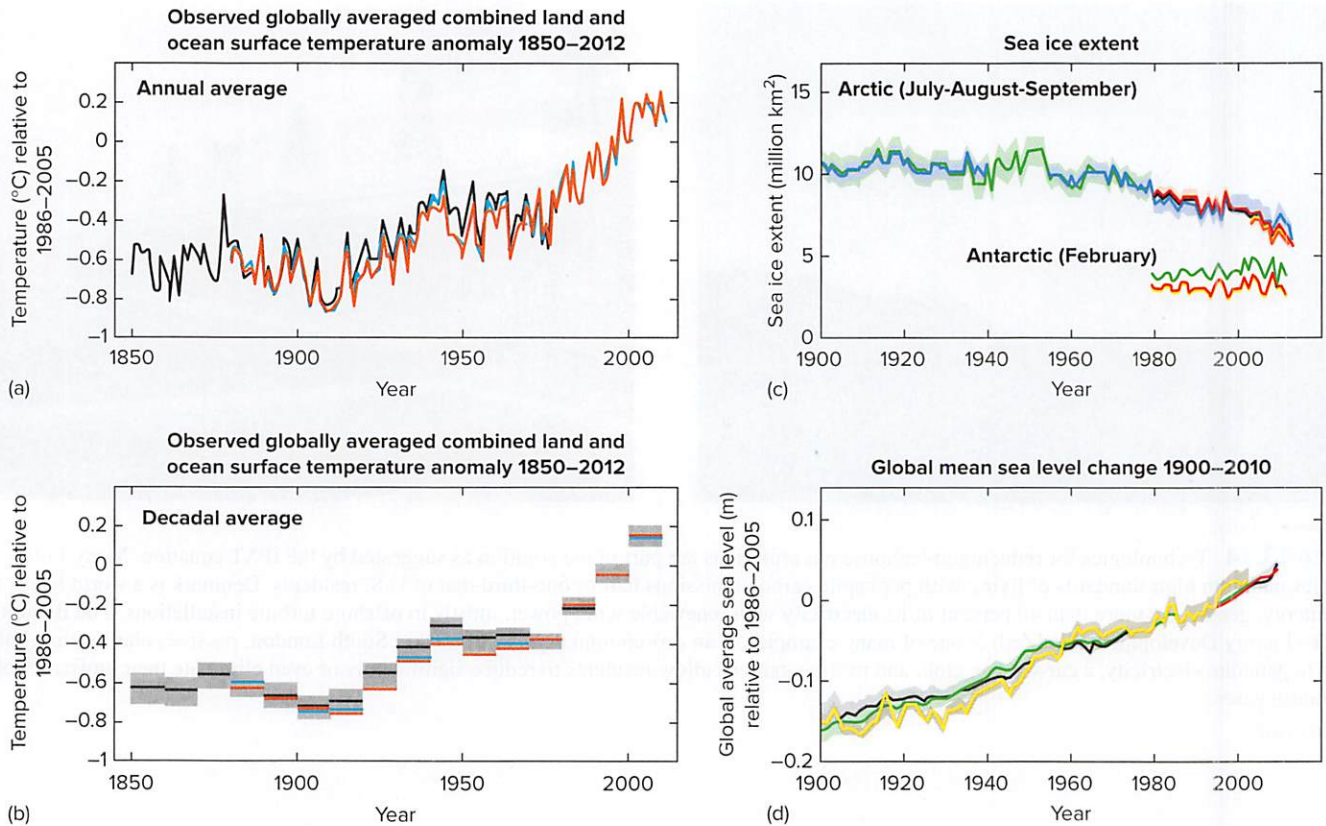 Observed globally averaged combined land and
ocean surface temperature anomaly 1850–2012
Annual average
Temperature (°C) relative to
1986–2005
0.2
0
−0.2
−0.4
−0.6
−0.8
−1
1850
1900
1950
2000
Year
(a)
Observed globally averaged combined land and
ocean surface temperature anomaly 1850–2012
Decadal average
Temperature (°C) relative to
1986–2005
0.2
0
−0.2
−0.4
−0.6
−0.8
−1
1850
1900
1950
2000
Year
(b)
Sea ice extent
Arctic (July-August-September)
Antarctic (February)
Sea ice extent (million km²)
15
10
5
0
1900
1920
1940
1960
1980
2000
Year
(c)
Global mean sea level change 1900–2010
Global average sea level (m)
relative to 1986–2005
0.1
0
−0.1
−0.2
1900
1920
1940
1960
1980
2000
Year
(d)